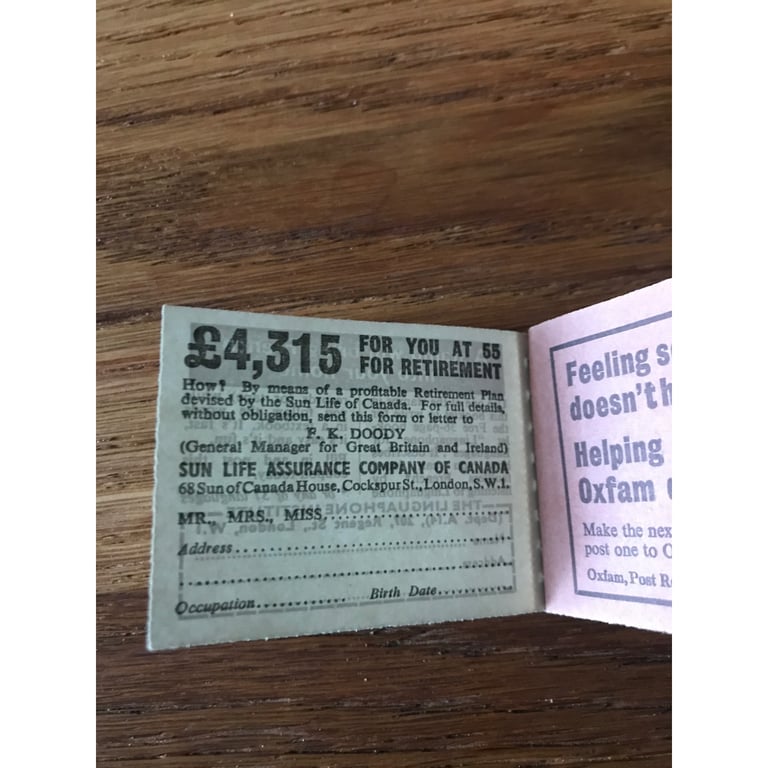 £4,315 FOR YOU AT 55
FOR RETIREMENT
How? By means of a profitable Retirement Plan
devised by the Sun Life of Canada. For full details,
without obligation, send this form or letter to
F. K. DOODY
(General Manager for Great Britain and Ireland)
SUN LIFE ASSURANCE COMPANY OF CANADA
68 Sun of Canada House, Cockspur St., London, S.W.1.
MR., MRS., MISS
Address
Occupation Birth Date
Feeling
doesn't
Helping
Oxfam
Make the
post one to
Oxfam, Post